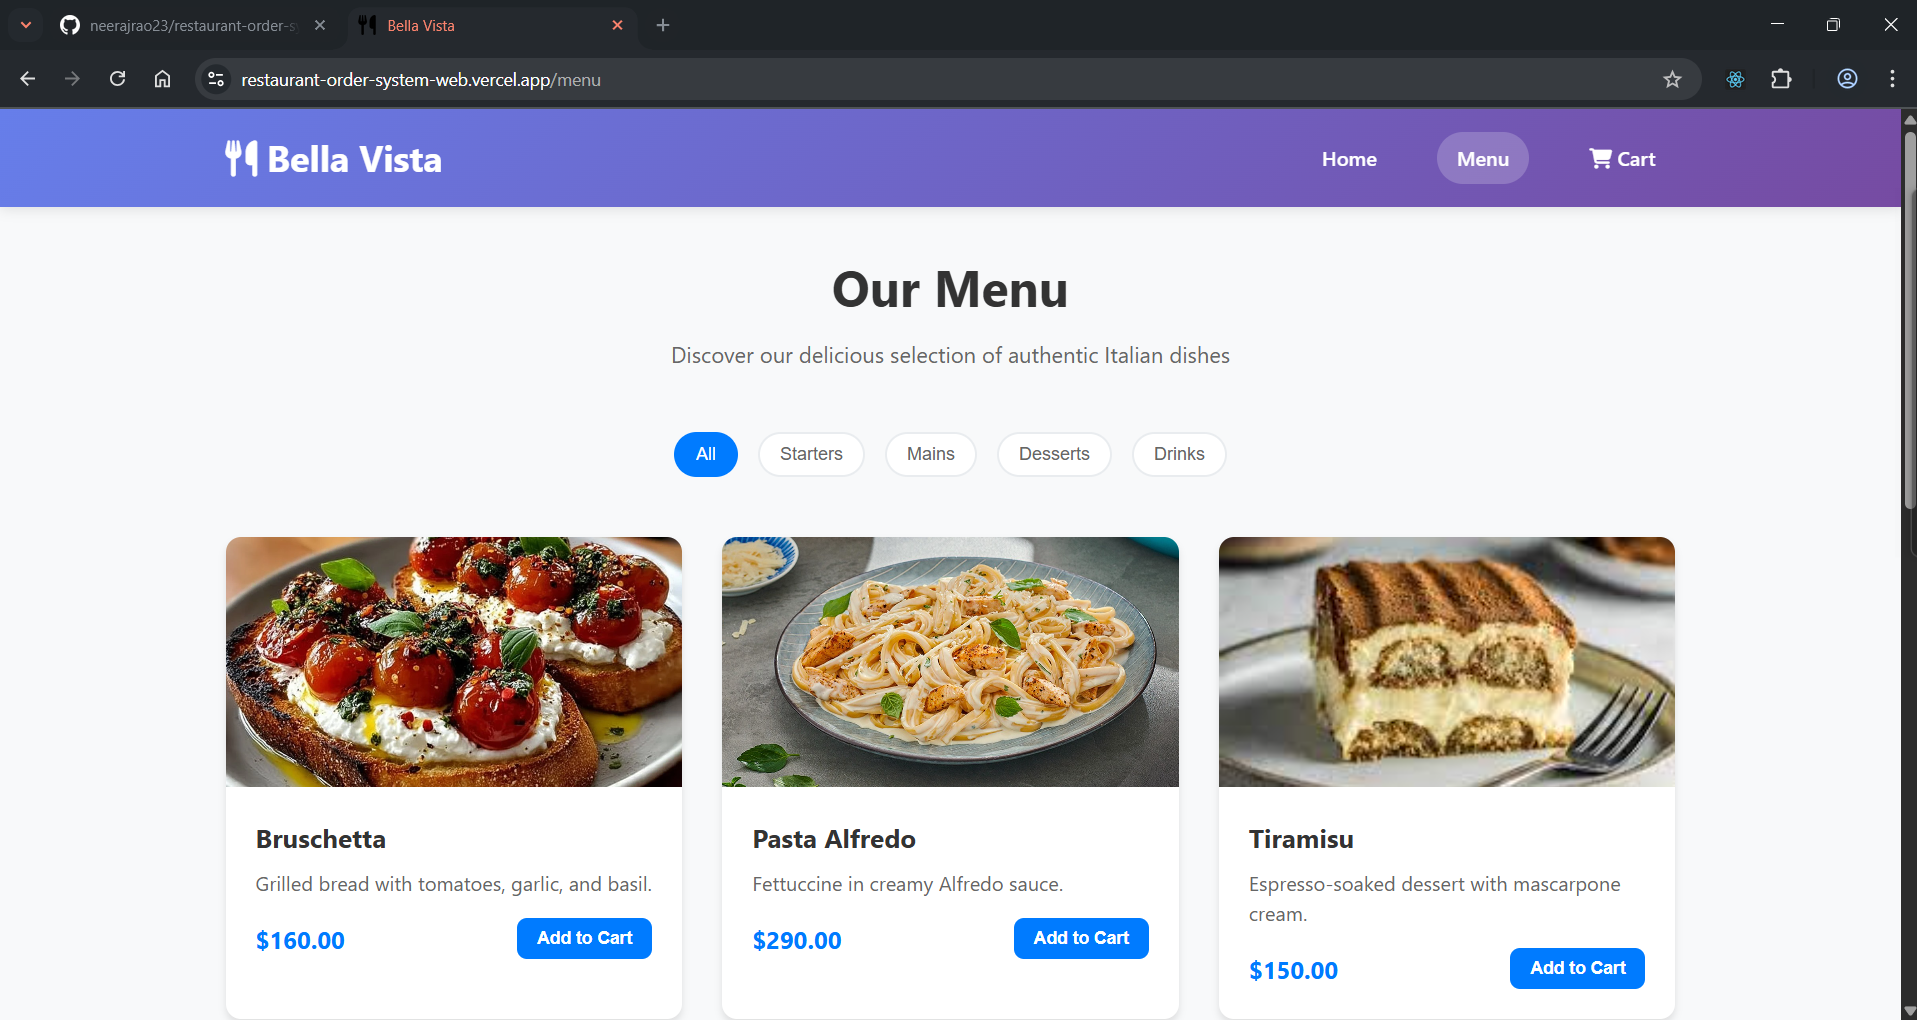 neerajrao23/restaurant-order-s
Bella Vista
restaurant-order-system-web.vercel.app/menu
Bella Vista
Home
Menu
Cart
Our Menu
Discover our delicious selection of authentic Italian dishes
All
Starters
Mains
Desserts
Drinks
Bruschetta
Grilled bread with tomatoes, garlic, and basil.
$160.00
Add to Cart
Pasta Alfredo
Fettuccine in creamy Alfredo sauce.
$290.00
Add to Cart
Tiramisu
Espresso-soaked dessert with mascarpone
cream.
$150.00
Add to Cart